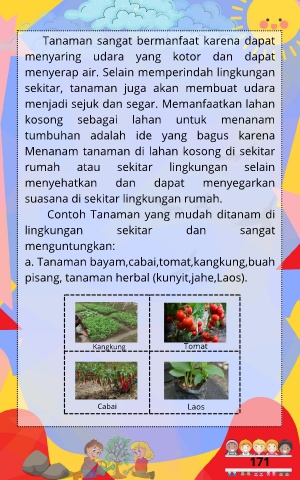 Tanaman sangat bermanfaat karena dapat
menyaring udara yang kotor dan dapat
menyerap air. Selain memperindah lingkungan
sekitar, tanaman juga akan membuat udara
menjadi sejuk dan segar. Memanfaatkan lahan
kosong sebagai lahan untuk menanam
tumbuhan adalah ide yang bagus karena
Menanam tanaman di lahan kosong di sekitar
rumah atau sekitar lingkungan selain
menyehatkan dan dapat menyegarkan
suasana di sekitar lingkungan rumah.
Contoh Tanaman yang mudah ditanam di
lingkungan sekitar dan sangat
menguntungkan:
a. Tanaman bayam,cabai,tomat,kangkung,buah
pisang, tanaman herbal (kunyit,jahe,Laos).
Kangkung Tomat
Cabai Laos
171